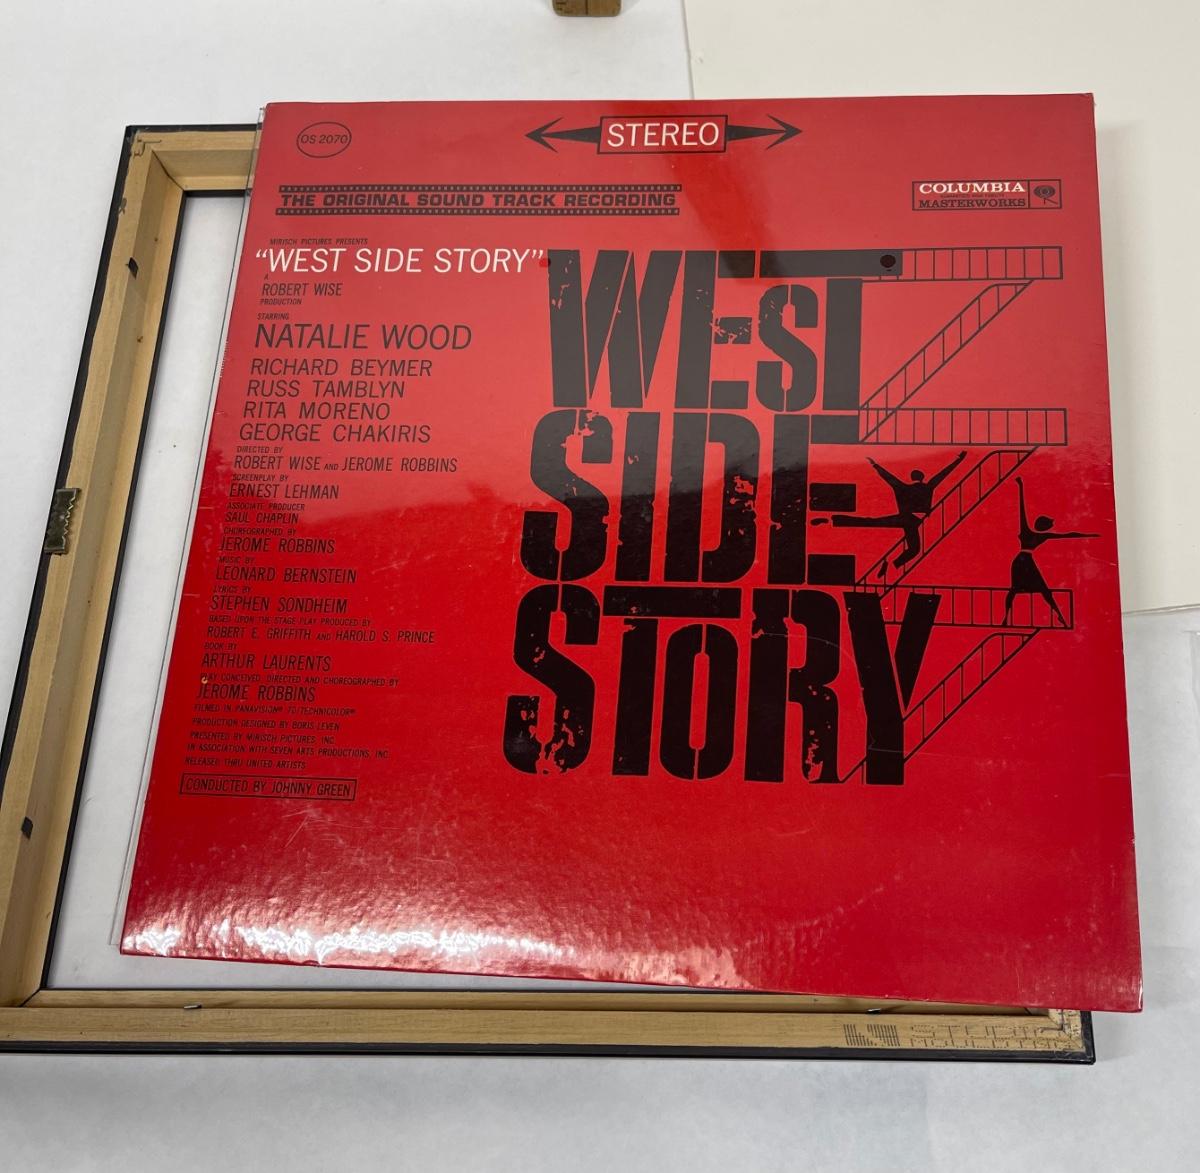 OS 2070
STEREO
THE ORIGINAL SOUND TRACK RECORDING
COLUMBIA
MASTERWORKS
MIRISCH PICTURES PRESENTS
“WEST SIDE STORY”
A
ROBERT WISE
PRODUCTION
STARRING
NATALIE WOOD
RICHARD BEYMER
RUSS TAMBLYN
RITA MORENO
GEORGE CHAKIRIS
DIRECTED BY
ROBERT WISE AND JEROME ROBBINS
SCREENPLAY BY
ERNEST LEHMAN
ASSOCIATE PRODUCER
SAUL CHAPLIN
CHOREOGRAPHED BY
JEROME ROBBINS
MUSIC BY
LEONARD BERNSTEIN
LYRICS BY
STEPHEN SONDHEIM
BASED UPON THE STAGE PLAY PRODUCED BY
ROBERT E. GRIFFITH AND HAROLD S. PRINCE
BOOK BY
ARTHUR LAURENTS
PLAY CONCEIVED, DIRECTED AND CHOREOGRAPHED BY
JEROME ROBBINS
FILMED IN PANAVISION® 70/TECHNICOLOR®
PRODUCTION DESIGNED BY BORIS LEVEN
PRESENTED BY MIRISCH PICTURES, INC.
IN ASSOCIATION WITH SEVEN ARTS PRODUCTIONS, INC.
RELEASED THRU UNITED ARTISTS
CONDUCTED BY JOHNNY GREEN
WEST
SIDE
STORY